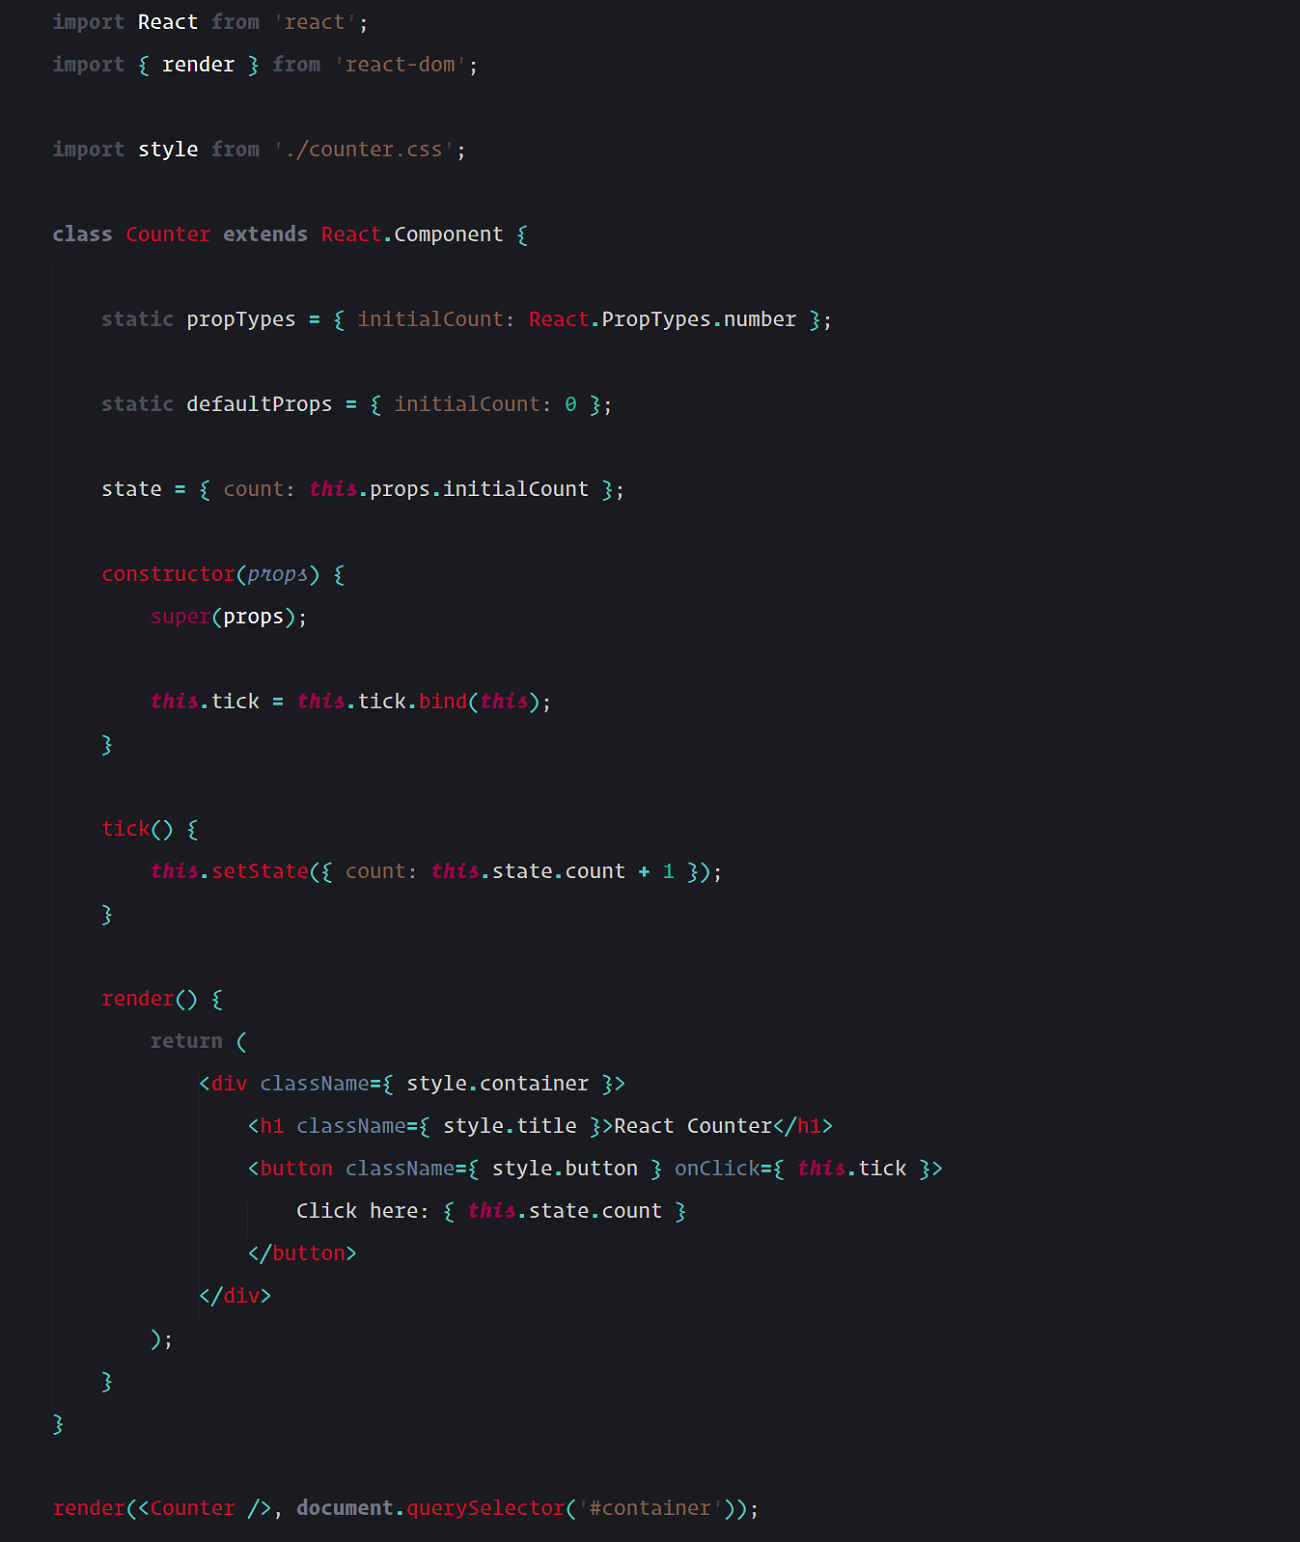 import React from 'react';
import { render } from 'react-dom';
import style from './counter.css';
class Counter extends React.Component {
    static propTypes = { initialCount: React.PropTypes.number };
    static defaultProps = { initialCount: 0 };
    state = { count: this.props.initialCount };
    constructor(props) {
        super(props);
        this.tick = this.tick.bind(this);
    }
    tick() {
        this.setState({ count: this.state.count + 1 });
    }
    render() {
        return (
            <div className={ style.container }>
                <h1 className={ style.title }>React Counter</h1>
                <button className={ style.button } onClick={ this.tick }>
                    Click here: { this.state.count }
                </button>
            </div>
        );
    }
}
render(<Counter />, document.querySelector('#container'));